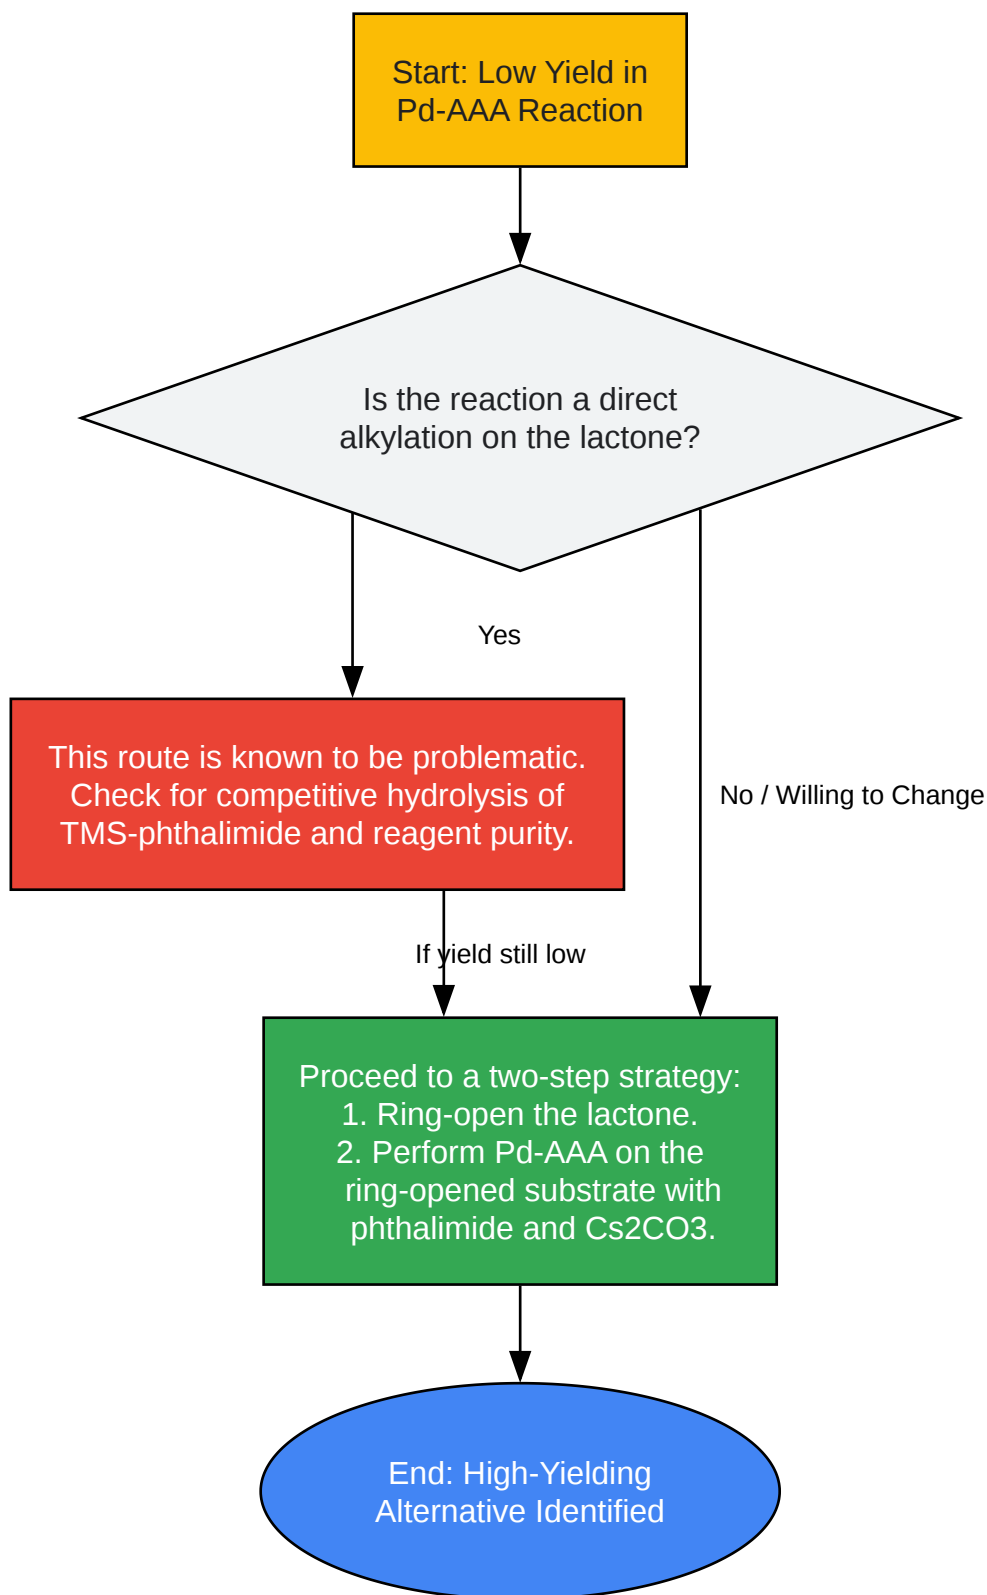 Start: Low Yield in
Pd-AAA Reaction
Is the reaction a direct
alkylation on the lactone?
Yes
This route is known to be problematic.
Check for competitive hydrolysis of
TMS-phthalimide and reagent purity.
No / Willing to Change
If yield still low
Proceed to a two-step strategy:
1. Ring-open the lactone.
2. Perform Pd-AAA on the
ring-opened substrate with
phthalimide and Cs2CO3.
End: High-Yielding
Alternative Identified